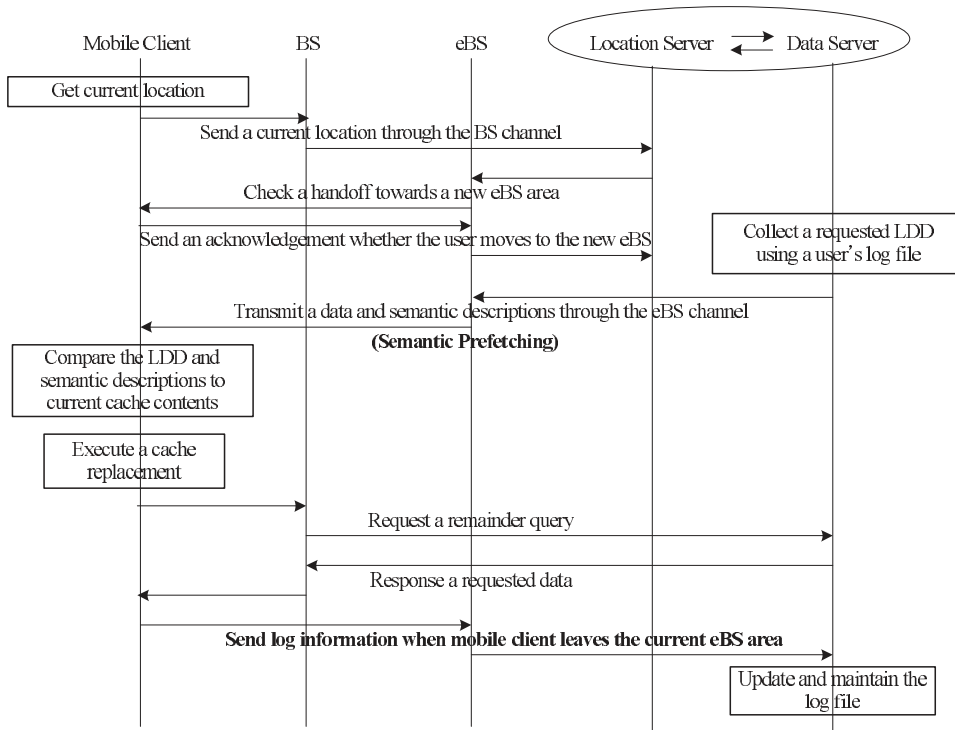 Mobile Client
BS
eBS
Location Server
Data Server
Get current location
Send a current location through the BS channel
Check a handoff towards a new eBS area
Send an acknowledgement whether the user moves to the new eBS
Collect a requested LDD
using a user's log file
Transmit a data and semantic descriptions through the eBS channel
(Semantic Prefetching)
Compare the LDD and
semantic descriptions to
current cache contents
Execute a cache
replacement
Request a remainder query
Response a requested data
Send log information when mobile client leaves the current eBS area
Update and maintain the
log file